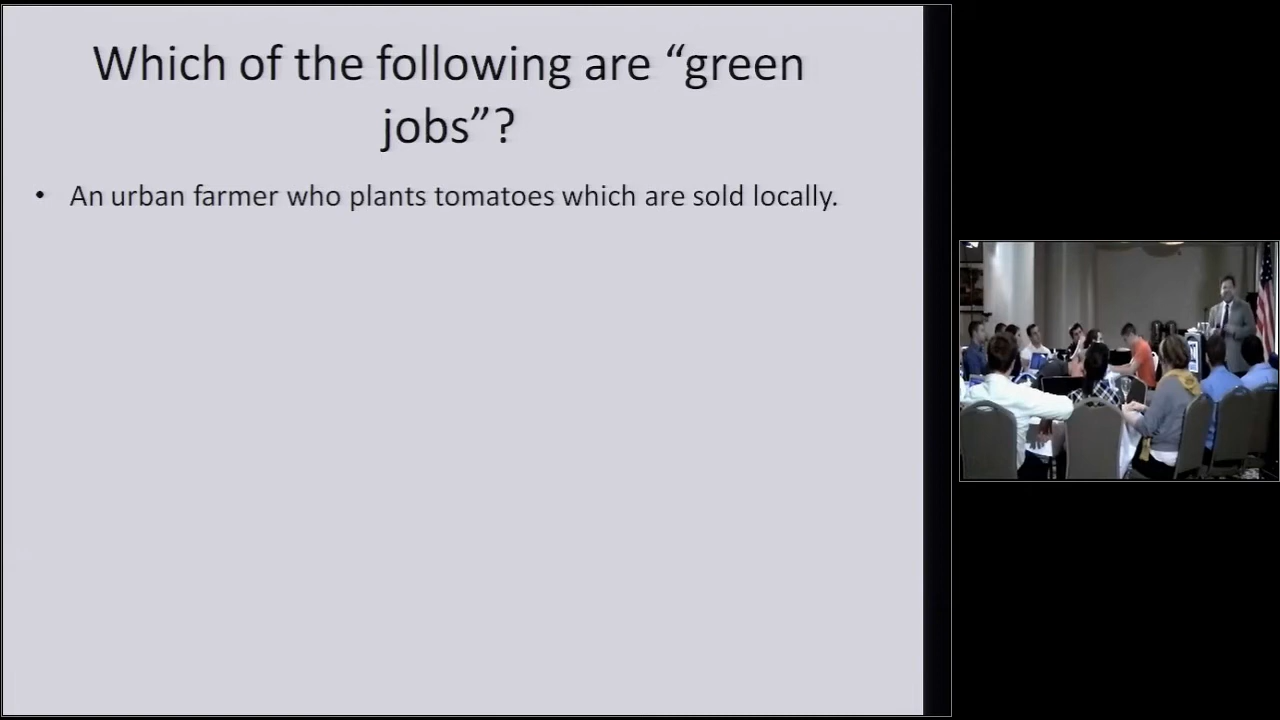 Which of the following are “green
jobs”?
• An urban farmer who plants tomatoes which are sold locally.